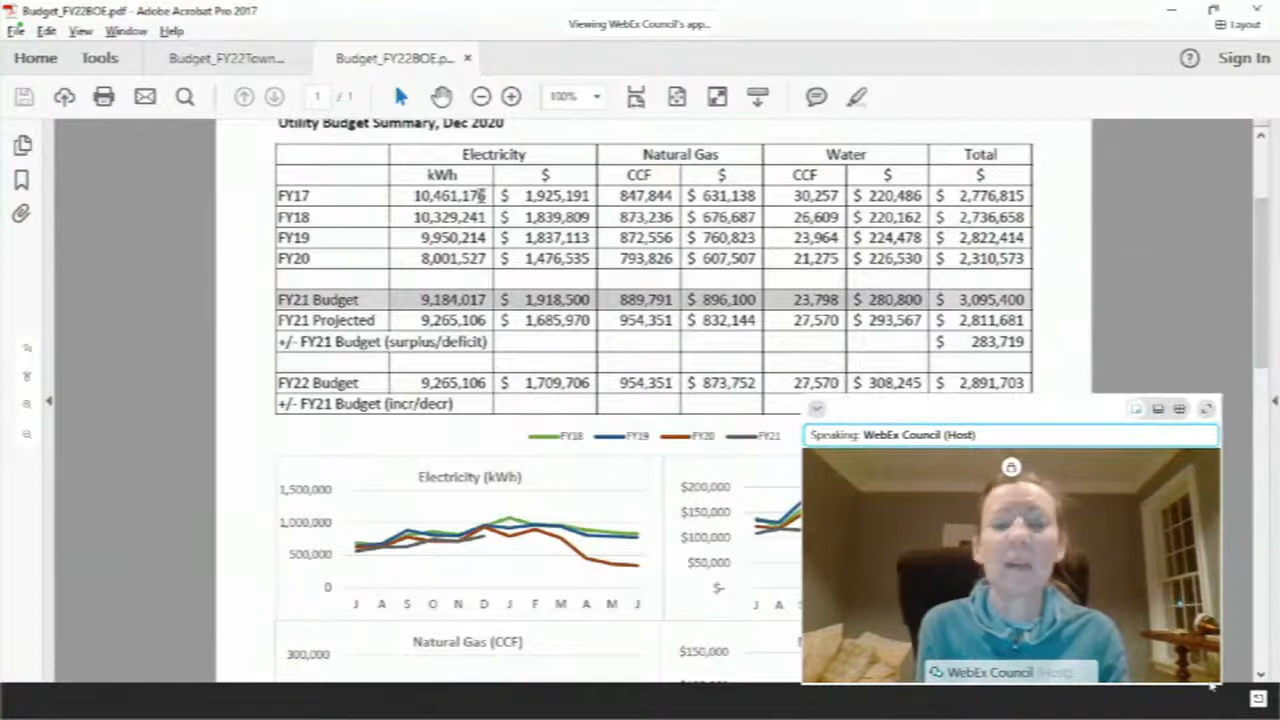 Budget_FY22BOE.pdf - Adobe Acrobat Pro 2017
Viewing WebEx Council's app...
Layout
File Edit View Window Help
Home Tools Budget_FY22Town... Budget_FY22BOE.p... × Sign In
1 / 1 100%
Utility Budget Summary, Dec 2020
Electricity Natural Gas Water Total
kWh $ CCF $ CCF $ $
FY17 10,461,176 $ 1,925,191 847,844 $ 631,138 30,257 $ 220,486 $ 2,776,815
FY18 10,329,241 $ 1,839,809 873,236 $ 676,687 26,609 $ 220,162 $ 2,736,658
FY19 9,950,214 $ 1,837,113 872,556 $ 760,823 23,964 $ 224,478 $ 2,822,414
FY20 8,001,527 $ 1,476,535 793,826 $ 607,507 21,275 $ 226,530 $ 2,310,573
FY21 Budget 9,184,017 $ 1,918,500 889,791 $ 896,100 23,798 $ 280,800 $ 3,095,400
FY21 Projected 9,265,106 $ 1,685,970 954,351 $ 832,144 27,570 $ 293,567 $ 2,811,681
+/- FY21 Budget (surplus/deficit) $ 283,719
FY22 Budget 9,265,106 $ 1,709,706 954,351 $ 873,752 27,570 $ 308,245 $ 2,891,703
+/- FY21 Budget (incr/decr)
FY18 FY19 FY20 FY21
Speaking: WebEx Council (Host)
Electricity (kWh)
1,500,000
1,000,000
500,000
0
J A S O N D J F M A M J
$200,000
$150,000
$100,000
$50,000
$-
J A
Natural Gas (CCF)
300,000
$150,000
WebEx Council (Host)